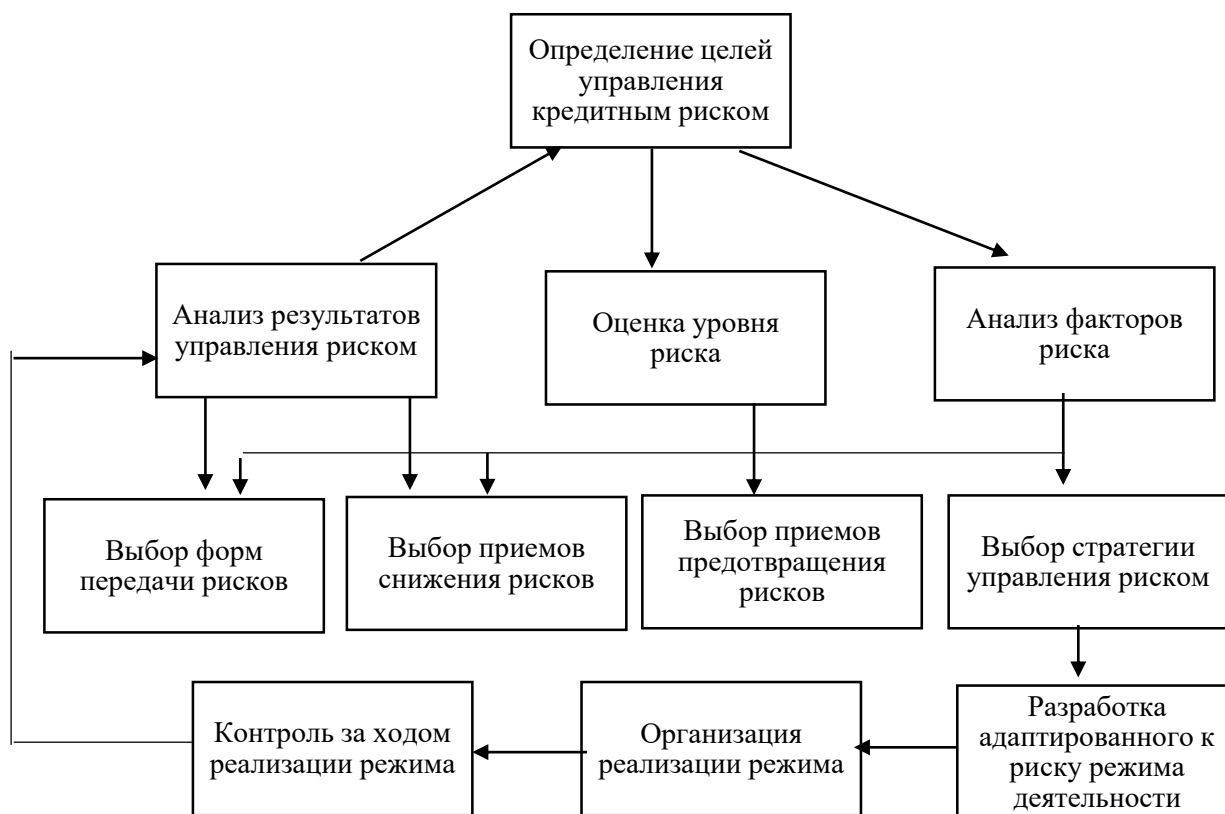 Определение целей
управления
кредитным риском
Анализ результатов
управления риском
Оценка уровня
риска
Анализ факторов
риска
Выбор форм
передачи рисков
Выбор приемов
снижения рисков
Выбор приемов
предотвращения
рисков
Выбор стратегии
управления риском
Контроль за ходом
реализации режима
Организация
реализации режима
Разработка
адаптированного к
риску режима
деятельности